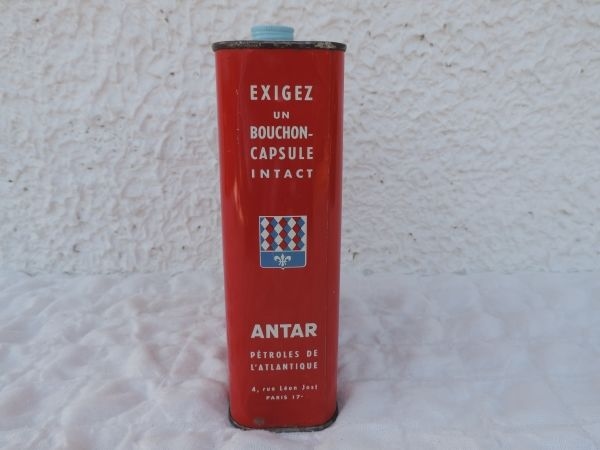 EXIGEZ
UN
BOUCHON-
CAPSULE
INTACT
ANTAR
PÉTROLES DE
L'ATLANTIQUE
4, rue Léon Jost
PARIS 17ᵉ